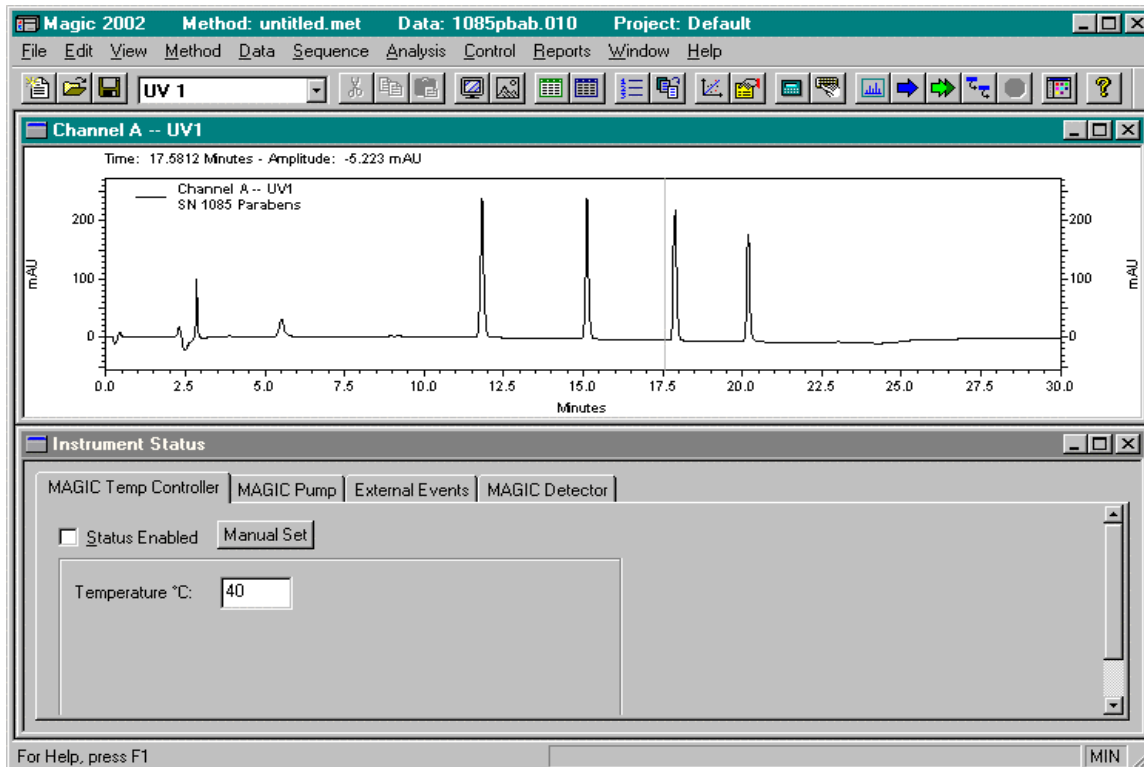 Magic 2002 Method: untitled.met Data: 1085pbab.010 Project: Default
File Edit View Method Data Sequence Analysis Control Reports Window Help
UV 1
Channel A -- UV1
Time: 17.5812 Minutes - Amplitude: -5.223 mAU
Channel A -- UV1
SN 1085 Parabens
200 200
100 100
0 0
mAU mAU
0.0 2.5 5.0 7.5 10.0 12.5 15.0 17.5 20.0 22.5 25.0 27.5 30.0
Minutes
Instrument Status
MAGIC Temp Controller MAGIC Pump External Events MAGIC Detector
Status Enabled Manual Set
Temperature °C: 40
For Help, press F1 MIN